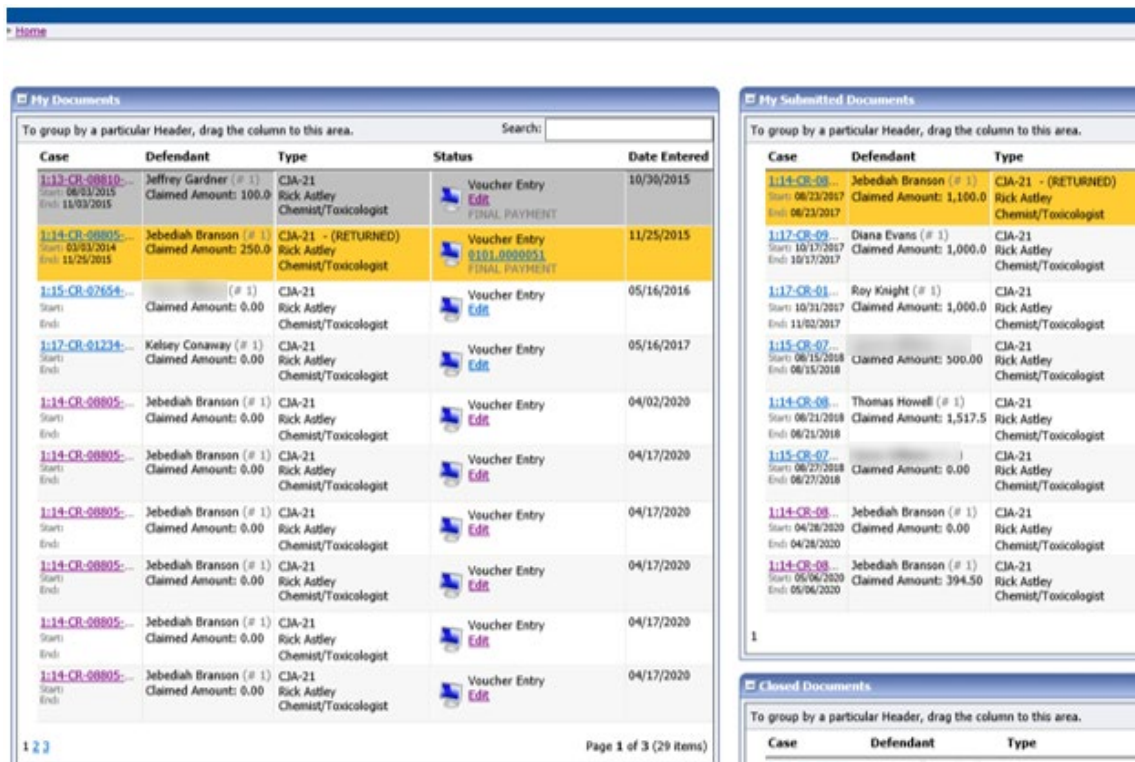 Home
My Documents
To group by a particular Header, drag the column to this area. Search:
Case Defendant Type Status Date Entered
1:13-CR-08810-... Jeffrey Gardner (# 1) CJA-21 Voucher Entry 10/30/2015
Start: 08/03/2015 Claimed Amount: 100.0 Rick Astley Edit
End: 11/03/2015 Chemist/Toxicologist FINAL PAYMENT
1:14-CR-08805-... Jebediah Branson (# 1) CJA-21 - (RETURNED) Voucher Entry 11/25/2015
Start: 03/03/2014 Claimed Amount: 250.0 Rick Astley 0101.0000051
End: 11/25/2015 Chemist/Toxicologist FINAL PAYMENT
1:15-CR-07654-... (# 1) CJA-21 Voucher Entry 05/16/2016
Start: Claimed Amount: 0.00 Rick Astley Edit
End: Chemist/Toxicologist
1:17-CR-01234-... Kelsey Conaway (# 1) CJA-21 Voucher Entry 05/16/2017
Start: Claimed Amount: 0.00 Rick Astley Edit
End: Chemist/Toxicologist
1:14-CR-08805-... Jebediah Branson (# 1) CJA-21 Voucher Entry 04/02/2020
Start: Claimed Amount: 0.00 Rick Astley Edit
End: Chemist/Toxicologist
1:14-CR-08805-... Jebediah Branson (# 1) CJA-21 Voucher Entry 04/17/2020
Start: Claimed Amount: 0.00 Rick Astley Edit
End: Chemist/Toxicologist
1:14-CR-08805-... Jebediah Branson (# 1) CJA-21 Voucher Entry 04/17/2020
Start: Claimed Amount: 0.00 Rick Astley Edit
End: Chemist/Toxicologist
1:14-CR-08805-... Jebediah Branson (# 1) CJA-21 Voucher Entry 04/17/2020
Start: Claimed Amount: 0.00 Rick Astley Edit
End: Chemist/Toxicologist
1:14-CR-08805-... Jebediah Branson (# 1) CJA-21 Voucher Entry 04/17/2020
Start: Claimed Amount: 0.00 Rick Astley Edit
End: Chemist/Toxicologist
1:14-CR-08805-... Jebediah Branson (# 1) CJA-21 Voucher Entry 04/17/2020
Start: Claimed Amount: 0.00 Rick Astley Edit
End: Chemist/Toxicologist
1 2 3 Page 1 of 3 (29 items)
My Submitted Documents
To group by a particular Header, drag the column to this area.
Case Defendant Type
1:14-CR-08... Jebediah Branson (# 1) CJA-21 - (RETURNED)
Start: 08/23/2017 Claimed Amount: 1,100.0 Rick Astley
End: 08/23/2017 Chemist/Toxicologist
1:17-CR-09... Diana Evans (# 1) CJA-21
Start: 10/17/2017 Claimed Amount: 1,000.0 Rick Astley
End: 10/17/2017 Chemist/Toxicologist
1:17-CR-01... Roy Knight (# 1) CJA-21
Start: 10/31/2017 Claimed Amount: 1,000.0 Rick Astley
End: 11/02/2017 Chemist/Toxicologist
1:15-CR-07... CJA-21
Start: 08/15/2018 Claimed Amount: 500.00 Rick Astley
End: 08/15/2018 Chemist/Toxicologist
1:14-CR-08... Thomas Howell (# 1) CJA-21
Start: 08/21/2018 Claimed Amount: 1,517.5 Rick Astley
End: 08/21/2018 Chemist/Toxicologist
1:15-CR-07... CJA-21
Start: 08/27/2018 Claimed Amount: 0.00 Rick Astley
End: 08/27/2018 Chemist/Toxicologist
1:14-CR-08... Jebediah Branson (# 1) CJA-21
Start: 04/28/2020 Claimed Amount: 0.00 Rick Astley
End: 04/28/2020 Chemist/Toxicologist
1:14-CR-08... Jebediah Branson (# 1) CJA-21
Start: 05/06/2020 Claimed Amount: 394.50 Rick Astley
End: 05/06/2020 Chemist/Toxicologist
1
Closed Documents
To group by a particular Header, drag the column to this area.
Case Defendant Type